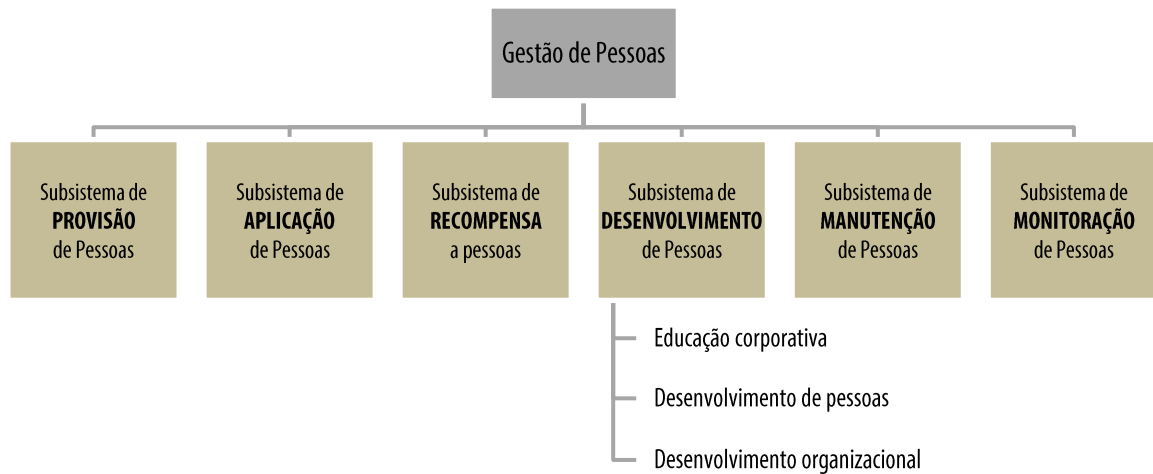 Gestão de Pessoas
Subsistema de
PROVISÃO
de Pessoas
Subsistema de
APLICAÇÃO
de Pessoas
Subsistema de
RECOMPENSA
a pessoas
Subsistema de
DESENVOLVIMENTO
de Pessoas
Subsistema de
MANUTENÇÃO
de Pessoas
Subsistema de
MONITORAÇÃO
de Pessoas
Educação corporativa
Desenvolvimento de pessoas
Desenvolvimento organizacional